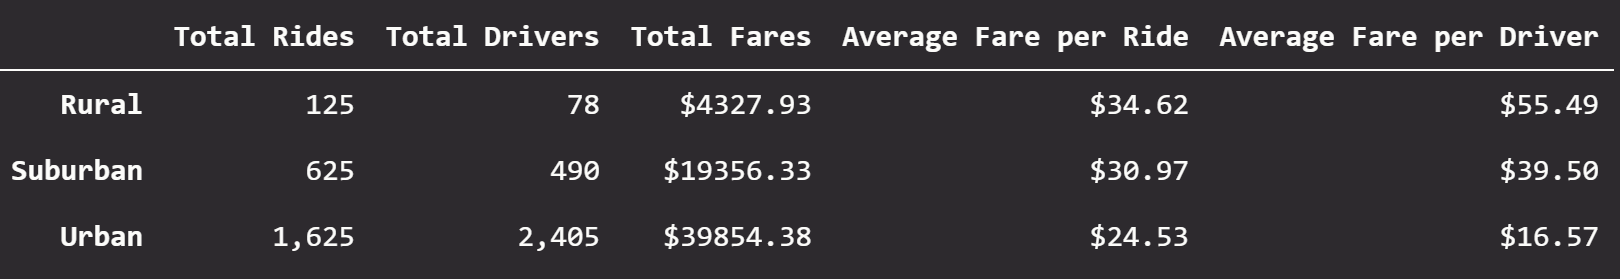 Total Rides Total Drivers Total Fares Average Fare per Ride Average Fare per Driver
Rural 125 78 $4327.93 $34.62 $55.49
Suburban 625 490 $19356.33 $30.97 $39.50
Urban 1,625 2,405 $39854.38 $24.53 $16.57